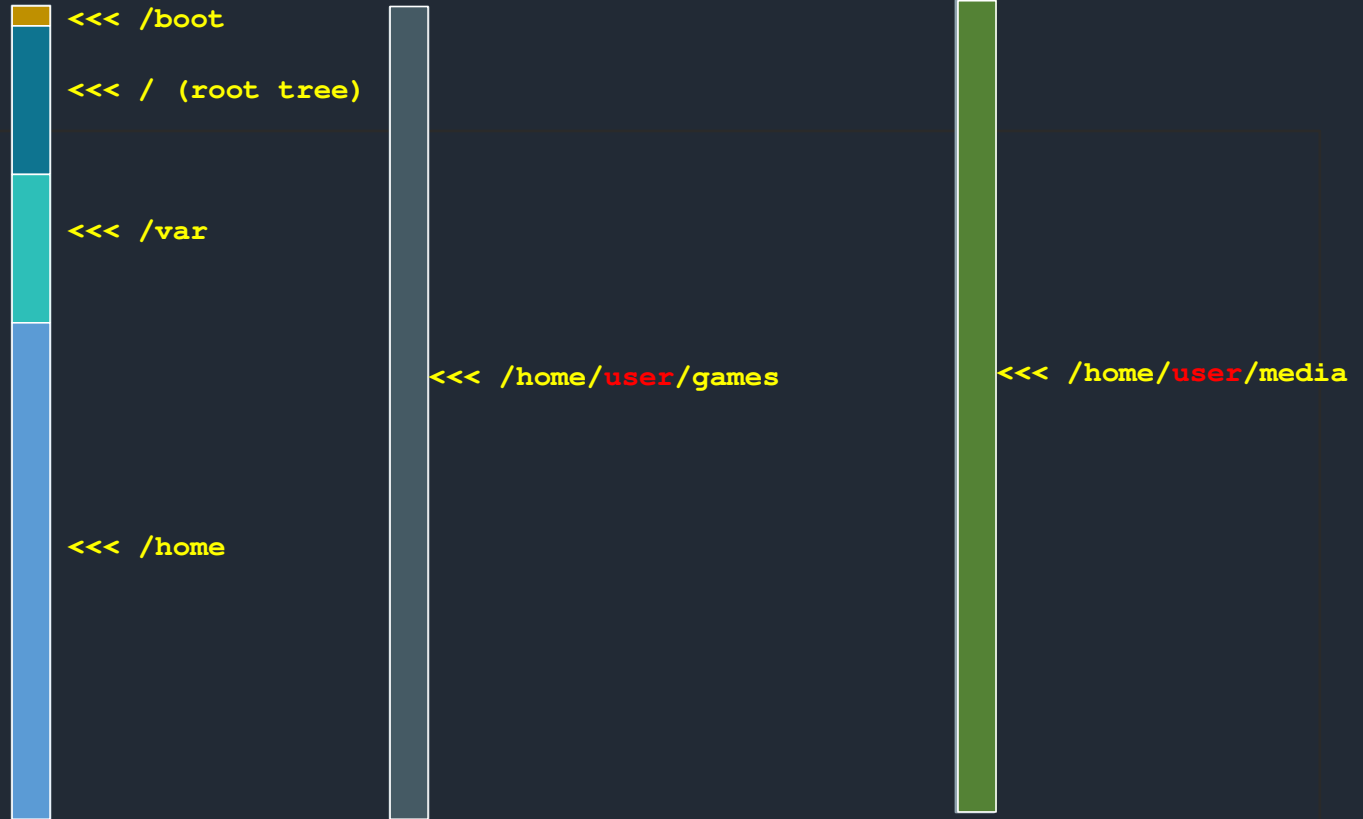 <<< /boot
<<< / (root tree)
<<< /var
<<< /home/user/games
<<< /home/user/media
<<< /home